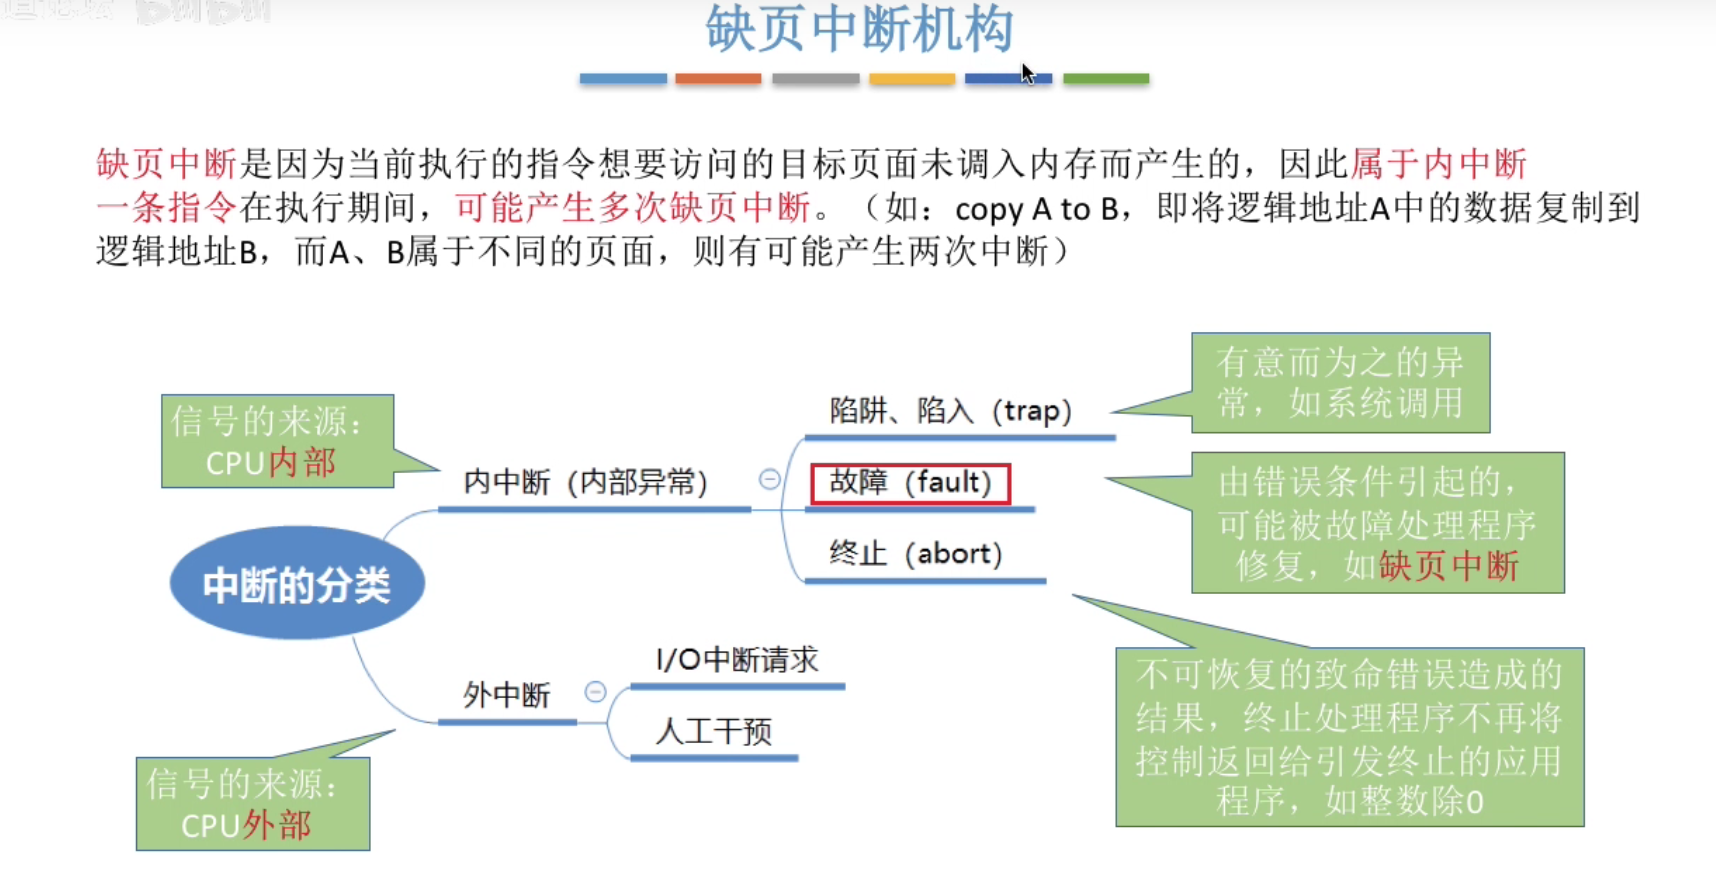 缺页中断机构
缺页中断是因为当前执行的指令想要访问的目标页面未调入内存而产生的，因此属于内中断
一条指令在执行期间，可能产生多次缺页中断。（如：copy A to B，即将逻辑地址A中的数据复制到
逻辑地址B，而A、B属于不同的页面，则有可能产生两次中断）
有意而为之的异
常，如系统调用
信号的来源：
CPU内部
陷阱、陷入（trap）
内中断（内部异常）
故障（fault）
由错误条件引起的，
可能被故障处理程序
修复，如缺页中断
终止（abort）
中断的分类
不可恢复的致命错误造成的
结果，终止处理程序不再将
控制返回给引发终止的应用
程序，如整数除0
I/O中断请求
外中断
人工干预
信号的来源：
CPU外部